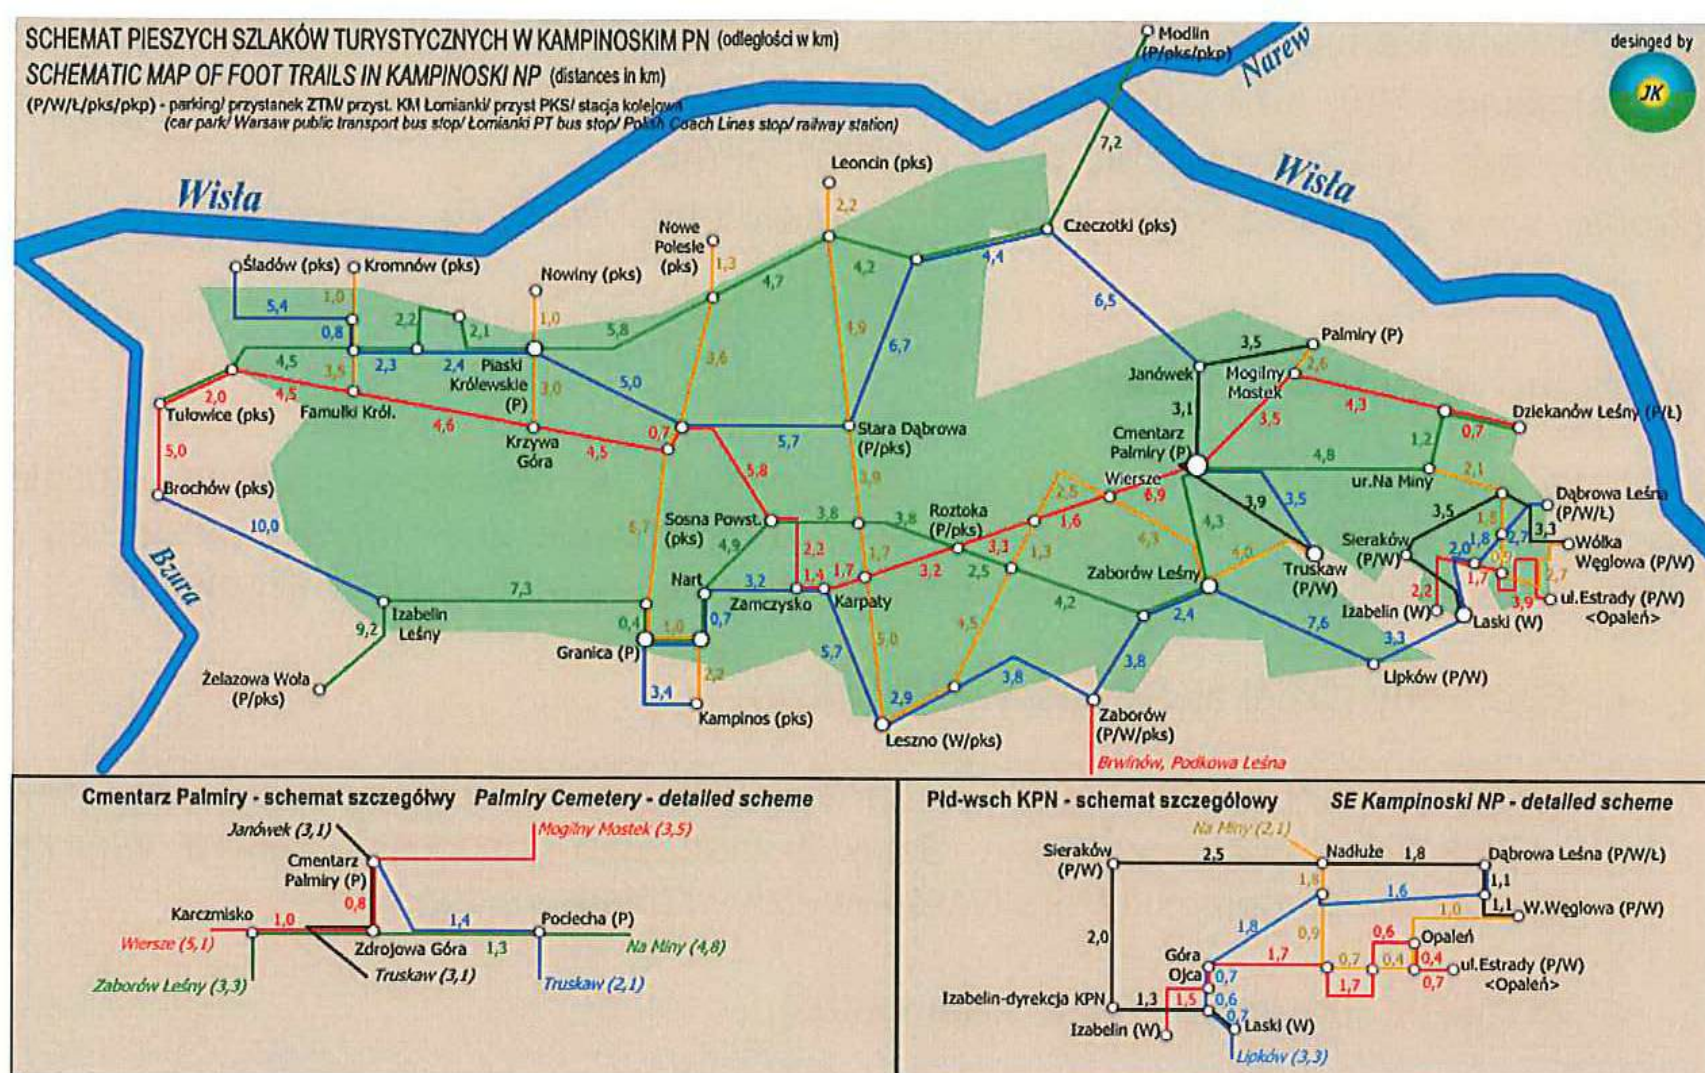 SCHEMAT PIESZYCH SZLAKÓW TURYSTYCZNYCH W KAMPINOSKIM PN (odległości w km)
SCHEMATIC MAP OF FOOT TRAILS IN KAMPINOSKI NP (distances in km)
(P/W/Ł/pks/pkp) - parking/ przystanek ZTM/ przyst. KM Łomianki/ przyst PKS/ stacja kolejowa
(car park/ Warsaw public transport bus stop/ Łomianki PT bus stop/ Polish Coach Lines stop/ railway station)
desinged by
JK
Modlin
(P/pks/pkp)
Narew
7,2
Wisła
Wisła
Leoncin (pks)
2,2
Nowe
Polesie
(pks)
1,3
Czeczotki (pks)
4,4
4,2
4,7
Śladów (pks)
Kromnów (pks)
Nowiny (pks)
5,4
1,0
0,8
2,2
2,1
1,0
5,8
4,9
6,7
6,5
4,5
2,3
2,4
Piaski
Królewskie
(P)
3,0
5,0
3,6
3,5
Palmiry (P)
3,5
2,6
Janówek
Mogilny
Mostek
3,1
3,5
4,3
2,0
Tułowice (pks)
4,5
Famułki Król.
4,6
Krzywa
Góra
4,5
0,7
5,7
Stara Dąbrowa
(P/pks)
Cmentarz
Palmiry (P)
Dziekanów Leśny (P/Ł)
0,7
1,2
4,8
ur.Na Miny
2,1
5,0
Brochów (pks)
10,0
Bzura
5,8
3,9
Wiersze
6,9
2,5
1,6
3,9
3,5
3,5
Dąbrowa Leśna
(P/W/Ł)
Sosna Powst.
(pks)
3,8
3,8
Roztoka
(P/pks)
3,3
1,3
4,3
4,3
4,0
Truskaw
(P/W)
Sieraków
(P/W)
1,8
3,3
2,7
1,8
2,0
0,9
1,7
2,7
Wólka
Węglowa (P/W)
8,7
4,9
2,2
1,7
1,7
1,4
3,2
2,5
Nart
3,2
Zamczysko
Karpaty
Zaborów Leśny
2,2
Izabelin (W)
3,9
ul.Estrady (P/W)
<Opaleń>
Laski (W)
7,3
Izabelin
Leśny
9,2
0,4
1,0
0,7
Granica (P)
5,7
5,0
4,5
4,2
2,4
7,6
3,3
Lipków (P/W)
Żelazowa Wola
(P/pks)
3,4
2,2
Kampinos (pks)
2,9
3,8
3,8
Leszno (W/pks)
Zaborów
(P/W/pks)
Brwinów, Podkowa Leśna
Cmentarz Palmiry - schemat szczegółwy Palmiry Cemetery - detailed scheme
Janówek (3,1)
Mogilny Mostek (3,5)
Cmentarz
Palmiry (P)
0,8
Karczmisko
1,0
1,4
Pociecha (P)
Wiersze (5,1)
Zdrojowa Góra
1,3
Na Miny (4,8)
Truskaw (3,1)
Zaborów Leśny (3,3)
Truskaw (2,1)
Płd-wsch KPN - schemat szczegółowy SE Kampinoski NP - detailed scheme
Na Miny (2,1)
Sieraków
(P/W)
2,5
Nadłuże
1,8
Dąbrowa Leśna (P/W/Ł)
1,8
1,6
1,1
1,1
W.Węglowa (P/W)
1,8
1,0
2,0
0,9
0,6
Opaleń
Góra
Ojca
1,7
0,7
0,4
0,4
ul.Estrady (P/W)
<Opaleń>
0,7
1,7
0,7
Izabelin-dyrekcja KPN
1,3
1,5
0,6
0,7
Izabelin (W)
Laski (W)
Lipków (3,3)